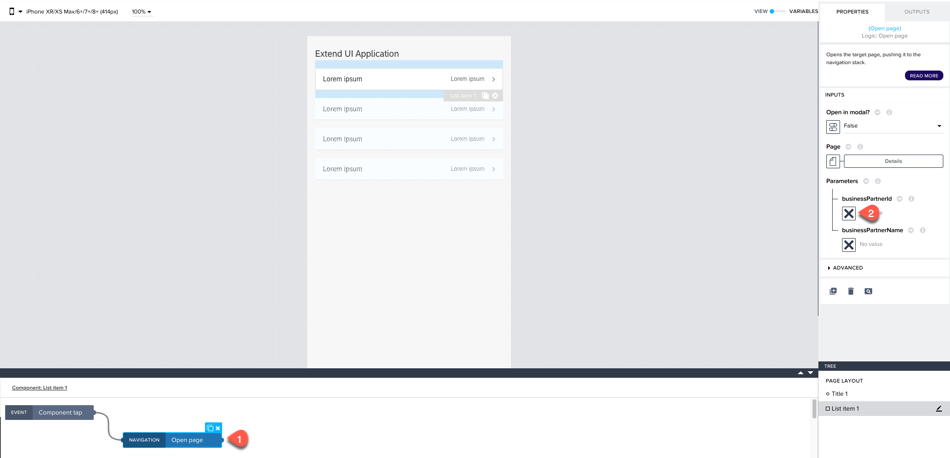 iPhone XR/XS Max/6+/7+/8+ (414px)
100%
VIEW
VARIABLES
PROPERTIES
OUTPUTS
(Open page)
Logic: Open page
Opens the target page, pushing it to the
navigation stack.
READ MORE
INPUTS
Open in modal?
False
Page
Details
Parameters
businessPartnerId
2
businessPartnerName
No value
ADVANCED
Extend UI Application
Lorem ipsum
Lorem ipsum
List item 1
Lorem ipsum
Lorem ipsum
Lorem ipsum
Lorem ipsum
Lorem ipsum
Lorem ipsum
TREE
PAGE LAYOUT
Title 1
List item 1
Component: List item 1
EVENT
Component tap
NAVIGATION
Open page
1